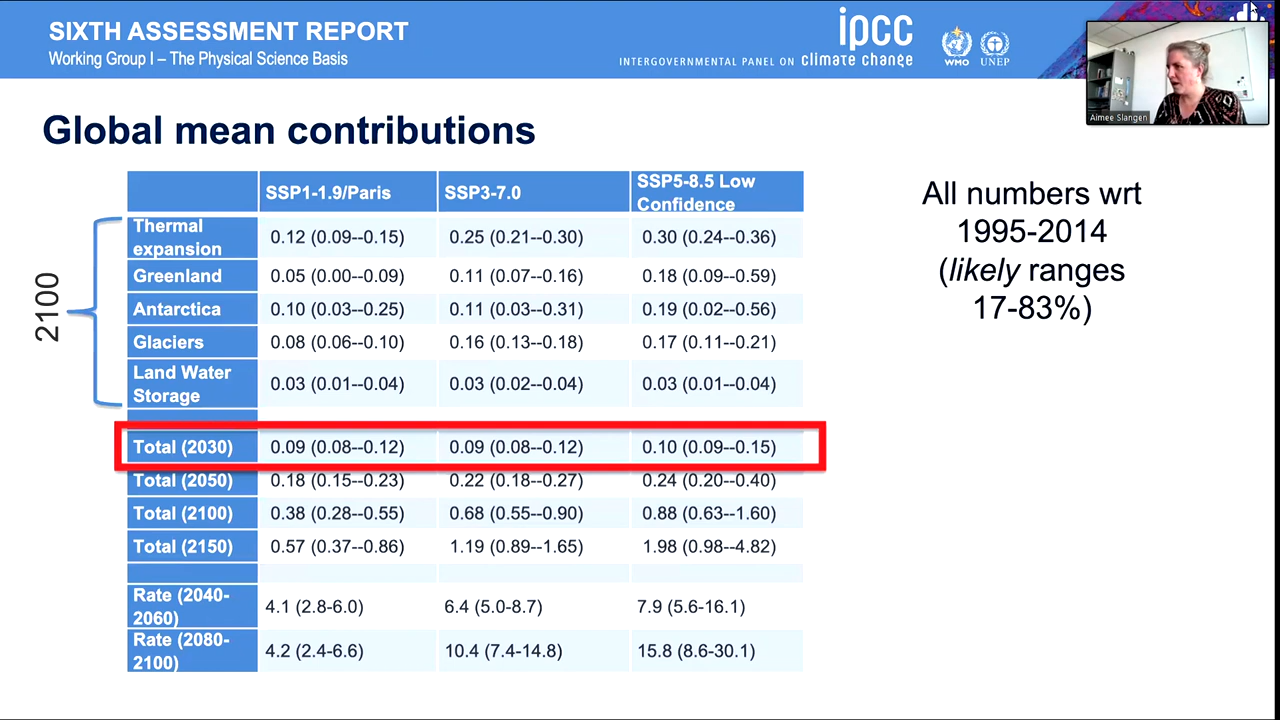 SIXTH ASSESSMENT REPORT
Working Group I – The Physical Science Basis
INTERGOVERNMENTAL PANEL ON climate change
ipcc
WMO
UNEP
Aimee Slangen
Global mean contributions
SSP1-1.9/Paris SSP3-7.0 SSP5-8.5 Low
Confidence
Thermal
expansion 0.12 (0.09--0.15) 0.25 (0.21--0.30) 0.30 (0.24--0.36)
Greenland 0.05 (0.00--0.09) 0.11 (0.07--0.16) 0.18 (0.09--0.59)
Antarctica 0.10 (0.03--0.25) 0.11 (0.03--0.31) 0.19 (0.02--0.56)
Glaciers 0.08 (0.06--0.10) 0.16 (0.13--0.18) 0.17 (0.11--0.21)
Land Water
Storage 0.03 (0.01--0.04) 0.03 (0.02--0.04) 0.03 (0.01--0.04)
2100
Total (2030) 0.09 (0.08--0.12) 0.09 (0.08--0.12) 0.10 (0.09--0.15)
Total (2050) 0.18 (0.15--0.23) 0.22 (0.18--0.27) 0.24 (0.20--0.40)
Total (2100) 0.38 (0.28--0.55) 0.68 (0.55--0.90) 0.88 (0.63--1.60)
Total (2150) 0.57 (0.37--0.86) 1.19 (0.89--1.65) 1.98 (0.98--4.82)
Rate (2040-
2060) 4.1 (2.8-6.0) 6.4 (5.0-8.7) 7.9 (5.6-16.1)
Rate (2080-
2100) 4.2 (2.4-6.6) 10.4 (7.4-14.8) 15.8 (8.6-30.1)
All numbers wrt
1995-2014
(likely ranges
17-83%)